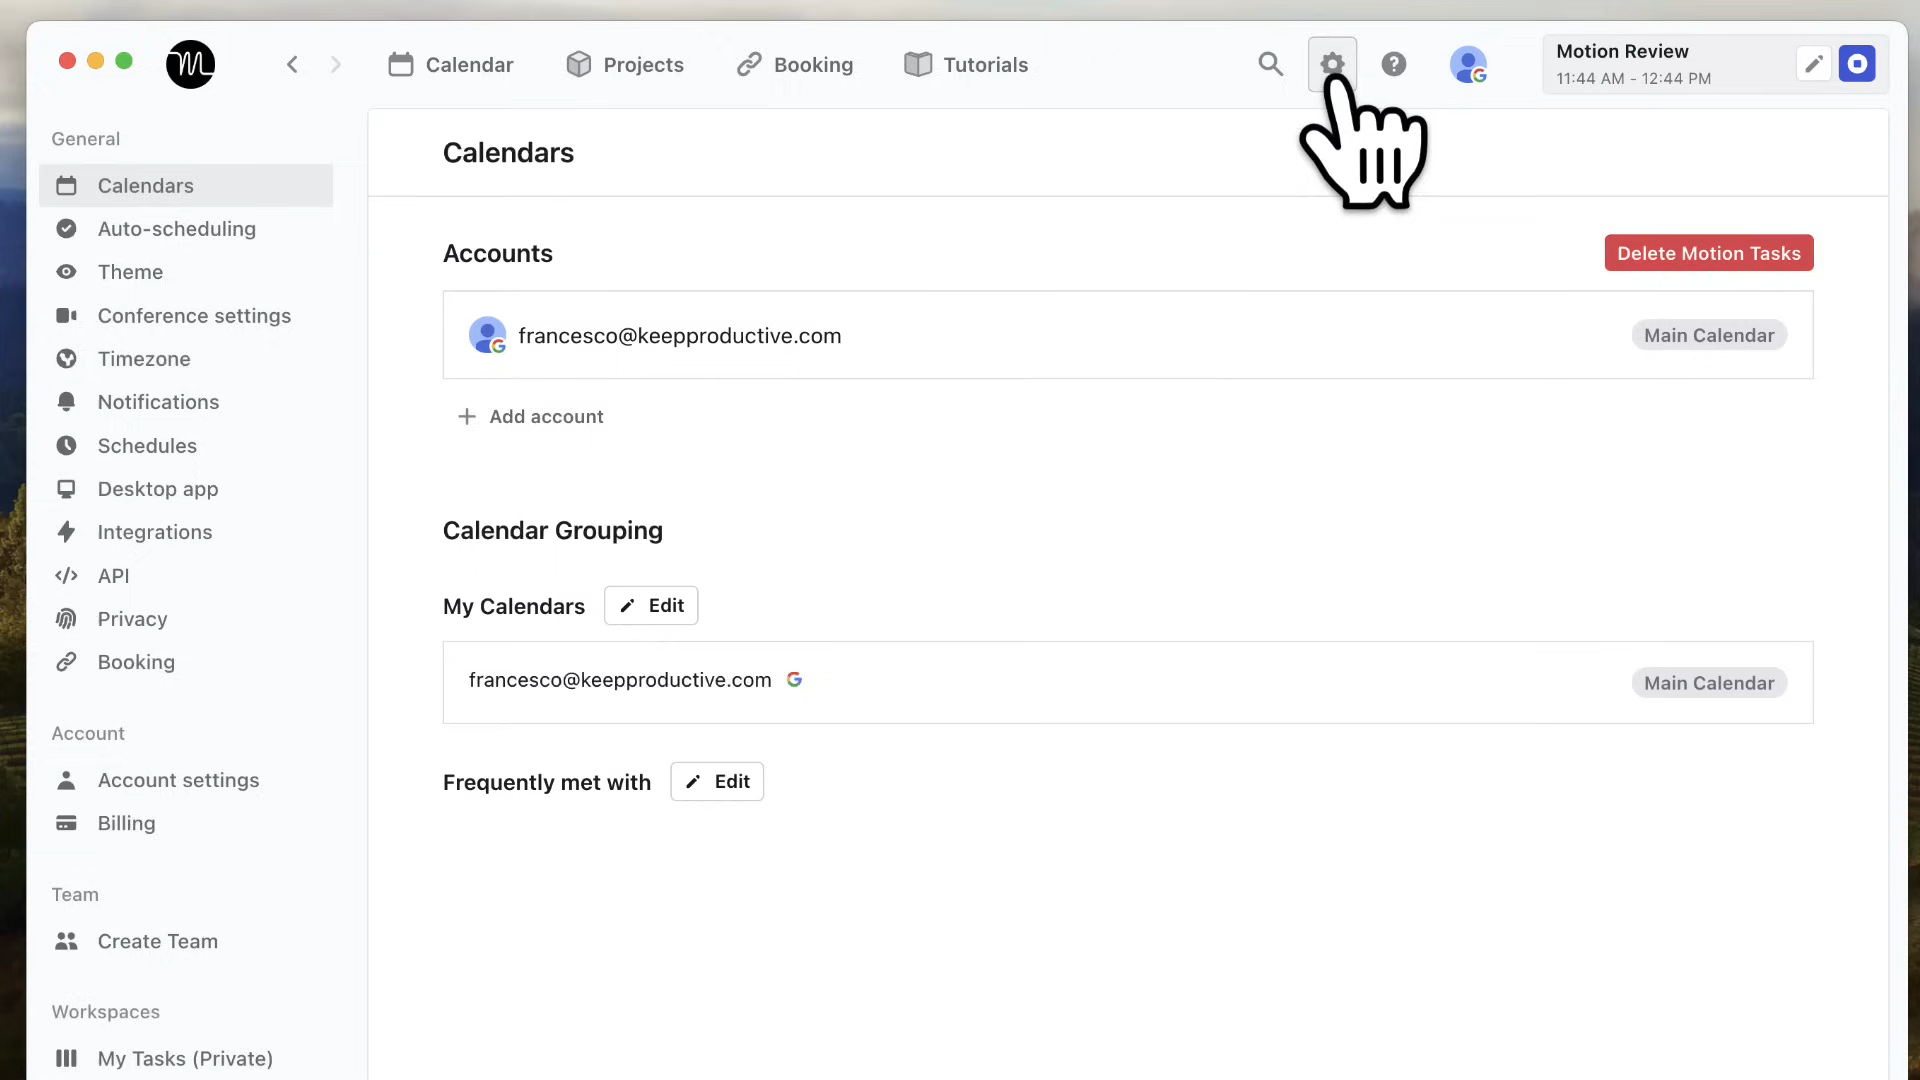 Calendar
Projects
Booking
Tutorials
Motion Review
11:44 AM - 12:44 PM
General
Calendars
Auto-scheduling
Theme
Conference settings
Timezone
Notifications
Schedules
Desktop app
Integrations
API
Privacy
Booking
Account
Account settings
Billing
Team
Create Team
Workspaces
My Tasks (Private)
Calendars
Accounts
Delete Motion Tasks
francesco@keepproductive.com
Main Calendar
Add account
Calendar Grouping
My Calendars
Edit
francesco@keepproductive.com
Main Calendar
Frequently met with
Edit